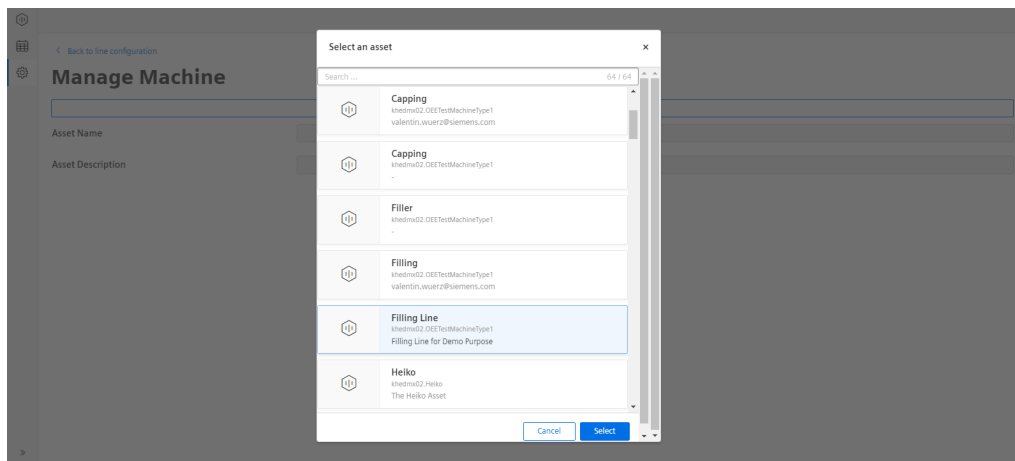 Select an asset
×
Search ...
64 / 64
Back to line configuration
Manage Machine
Asset Name
Asset Description
Capping
khedmx02.OEETestMachineType1
valentin.wuerz@siemens.com
Capping
khedmx02.OEETestMachineType1
-
Filler
khedmx02.OEETestMachineType1
-
Filling
khedmx02.OEETestMachineType1
valentin.wuerz@siemens.com
Filling Line
khedmx02.OEETestMachineType1
Filling Line for Demo Purpose
Heiko
khedmx02.Heiko
The Heiko Asset
Cancel
Select